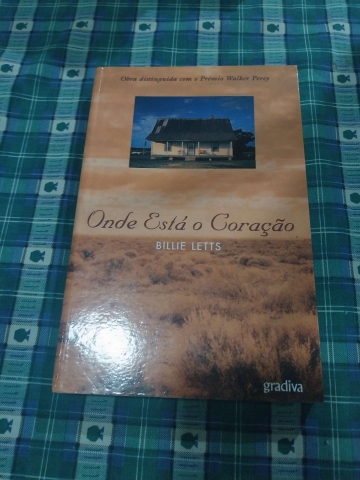 Obra distinguida com o Prémio Walker Percy
Onde Está o Coração
BILLIE LETTS
gradiva